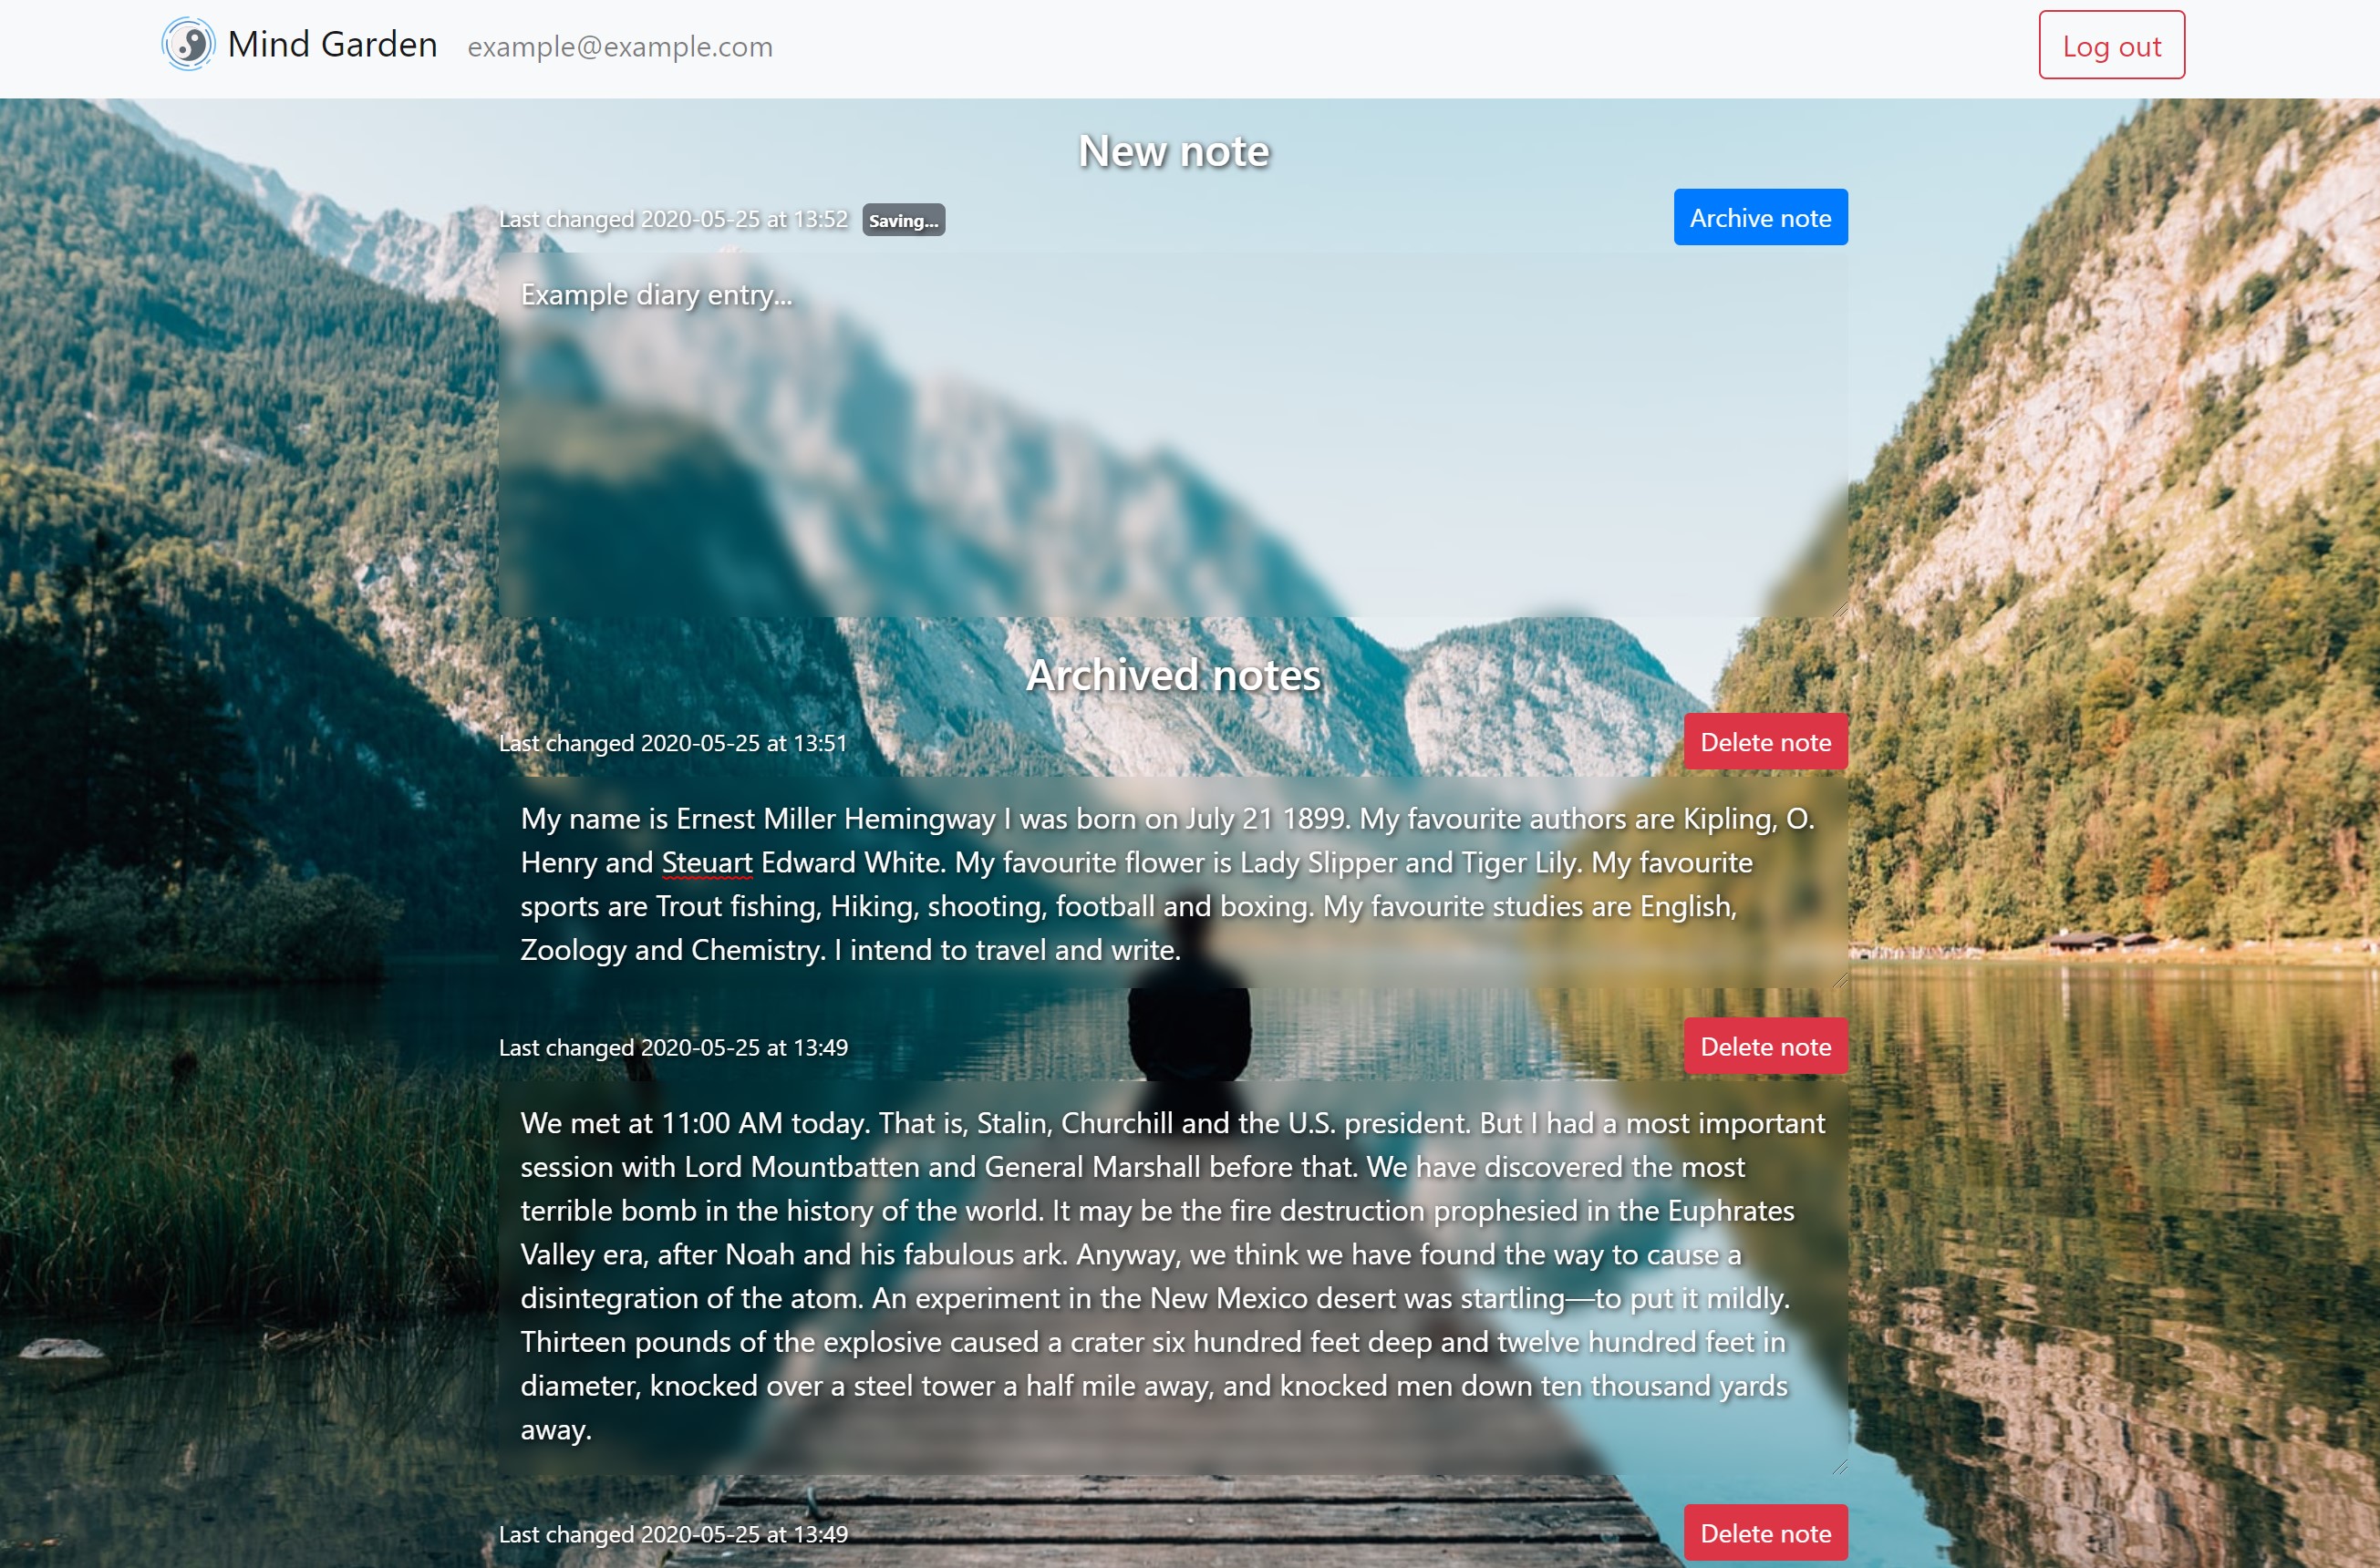 Mind Garden example@example.com Log out
New note
Last changed 2020-05-25 at 13:52 Saving... Archive note
Example diary entry...
Archived notes
Last changed 2020-05-25 at 13:51 Delete note
My name is Ernest Miller Hemingway I was born on July 21 1899. My favourite authors are Kipling, O.
Henry and Steuart Edward White. My favourite flower is Lady Slipper and Tiger Lily. My favourite
sports are Trout fishing, Hiking, shooting, football and boxing. My favourite studies are English,
Zoology and Chemistry. I intend to travel and write.
Last changed 2020-05-25 at 13:49 Delete note
We met at 11:00 AM today. That is, Stalin, Churchill and the U.S. president. But I had a most important
session with Lord Mountbatten and General Marshall before that. We have discovered the most
terrible bomb in the history of the world. It may be the fire destruction prophesied in the Euphrates
Valley era, after Noah and his fabulous ark. Anyway, we think we have found the way to cause a
disintegration of the atom. An experiment in the New Mexico desert was startling—to put it mildly.
Thirteen pounds of the explosive caused a crater six hundred feet deep and twelve hundred feet in
diameter, knocked over a steel tower a half mile away, and knocked men down ten thousand yards
away.
Last changed 2020-05-25 at 13:49 Delete note